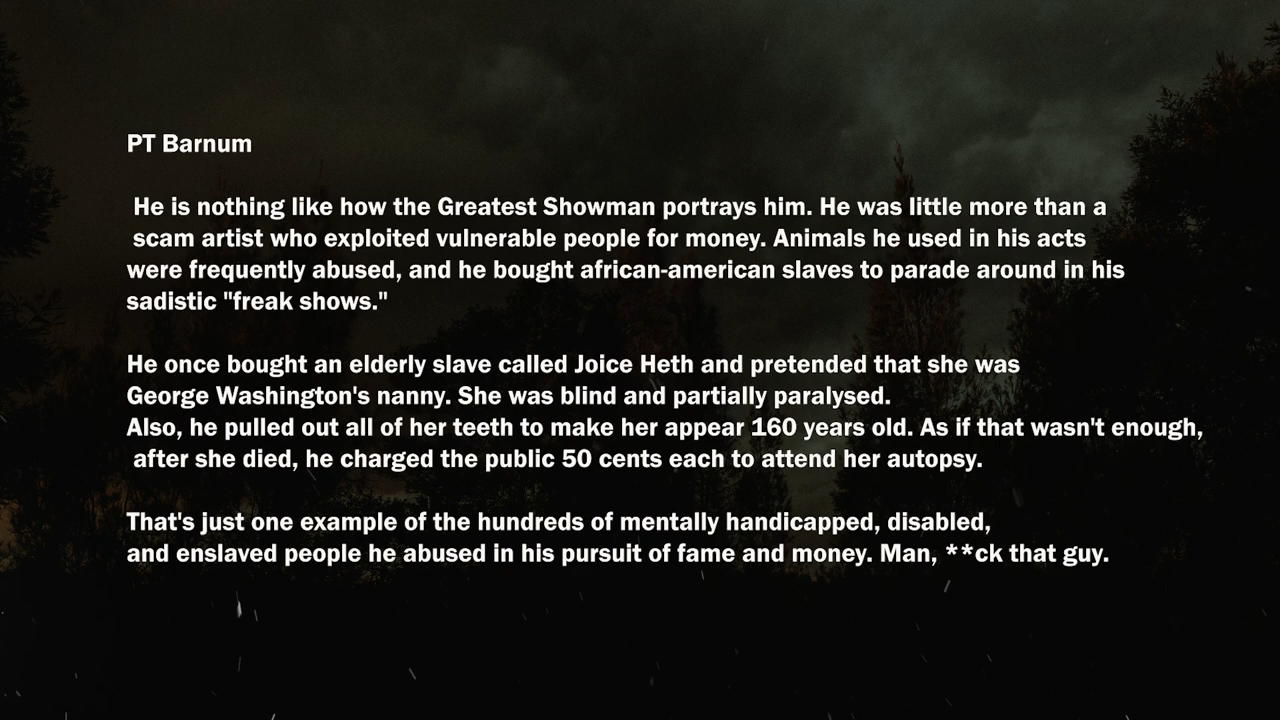 PT Barnum
He is nothing like how the Greatest Showman portrays him. He was little more than a
scam artist who exploited vulnerable people for money. Animals he used in his acts
were frequently abused, and he bought african-american slaves to parade around in his
sadistic "freak shows."
He once bought an elderly slave called Joice Heth and pretended that she was
George Washington's nanny. She was blind and partially paralysed.
Also, he pulled out all of her teeth to make her appear 160 years old. As if that wasn't enough,
after she died, he charged the public 50 cents each to attend her autopsy.
That's just one example of the hundreds of mentally handicapped, disabled,
and enslaved people he abused in his pursuit of fame and money. Man, **ck that guy.